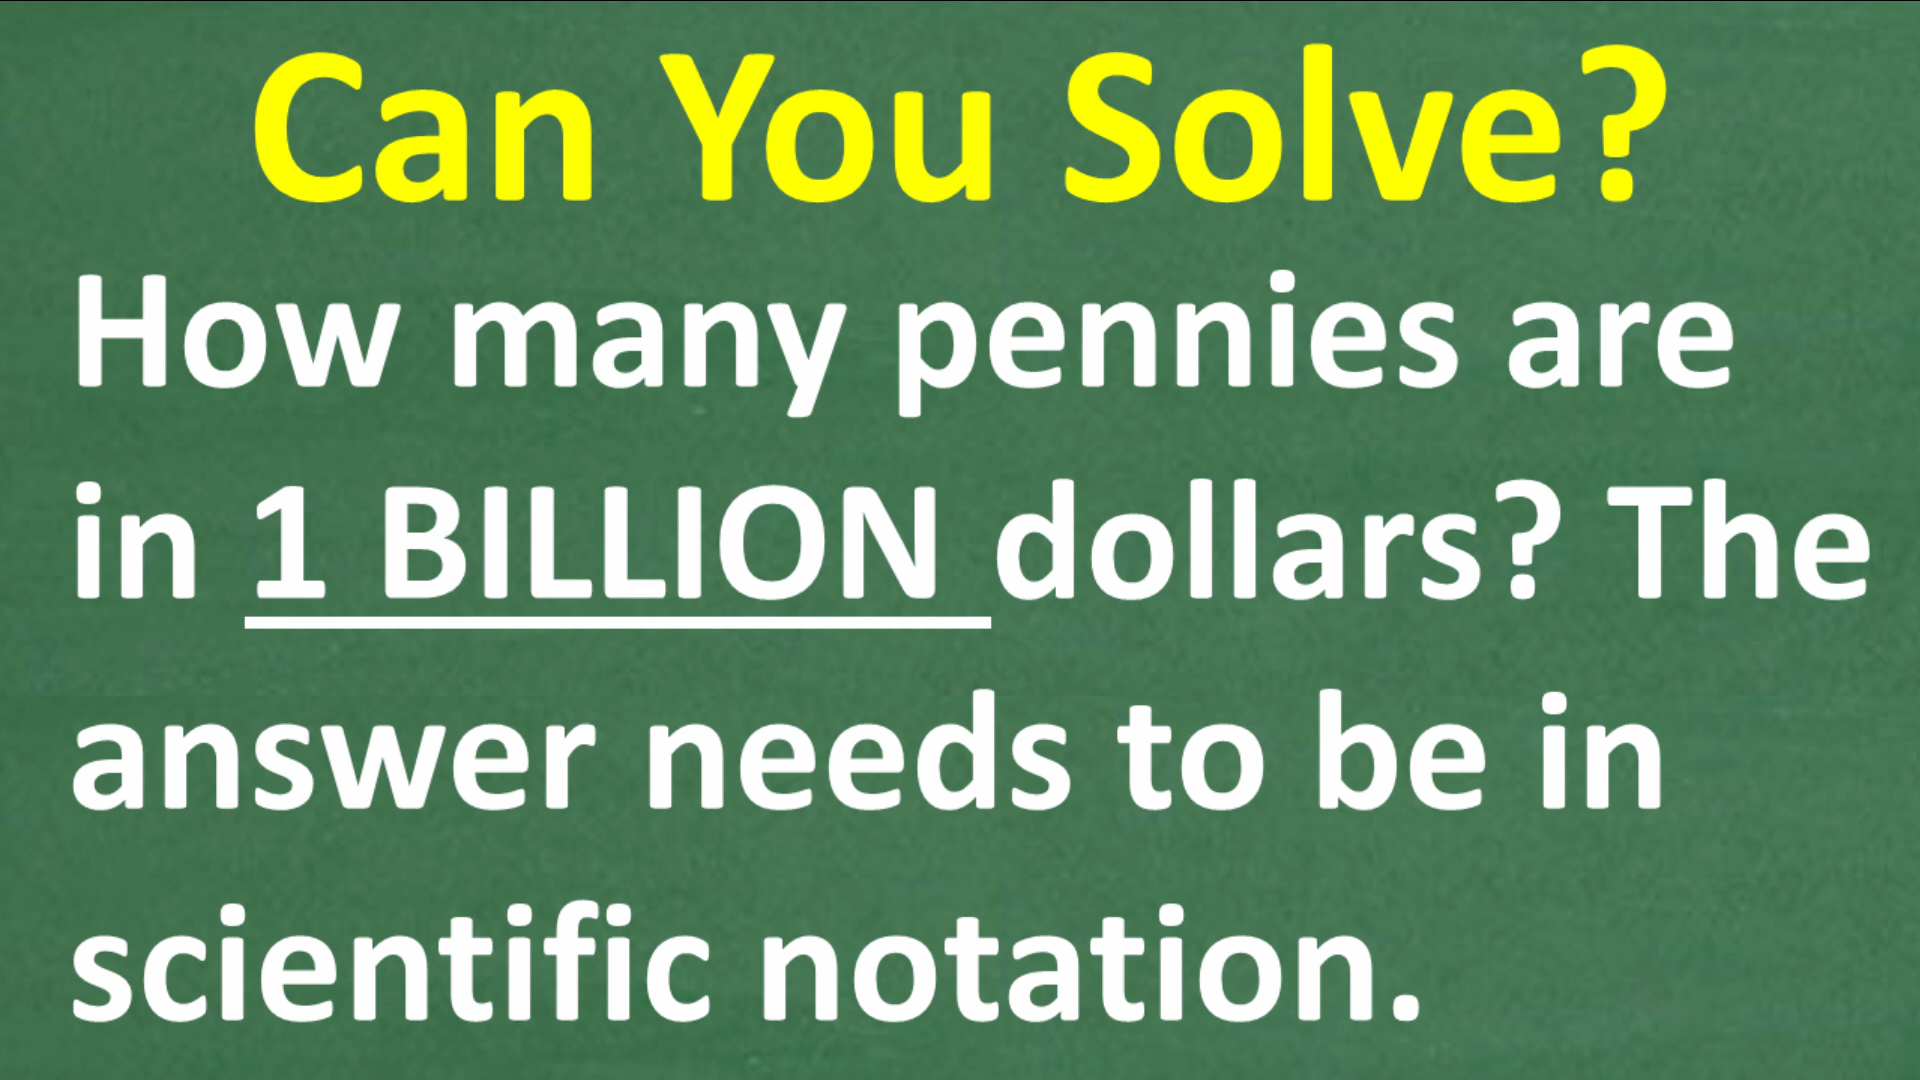 Can You Solve?
How many pennies are
in 1 BILLION dollars? The
answer needs to be in
scientific notation.